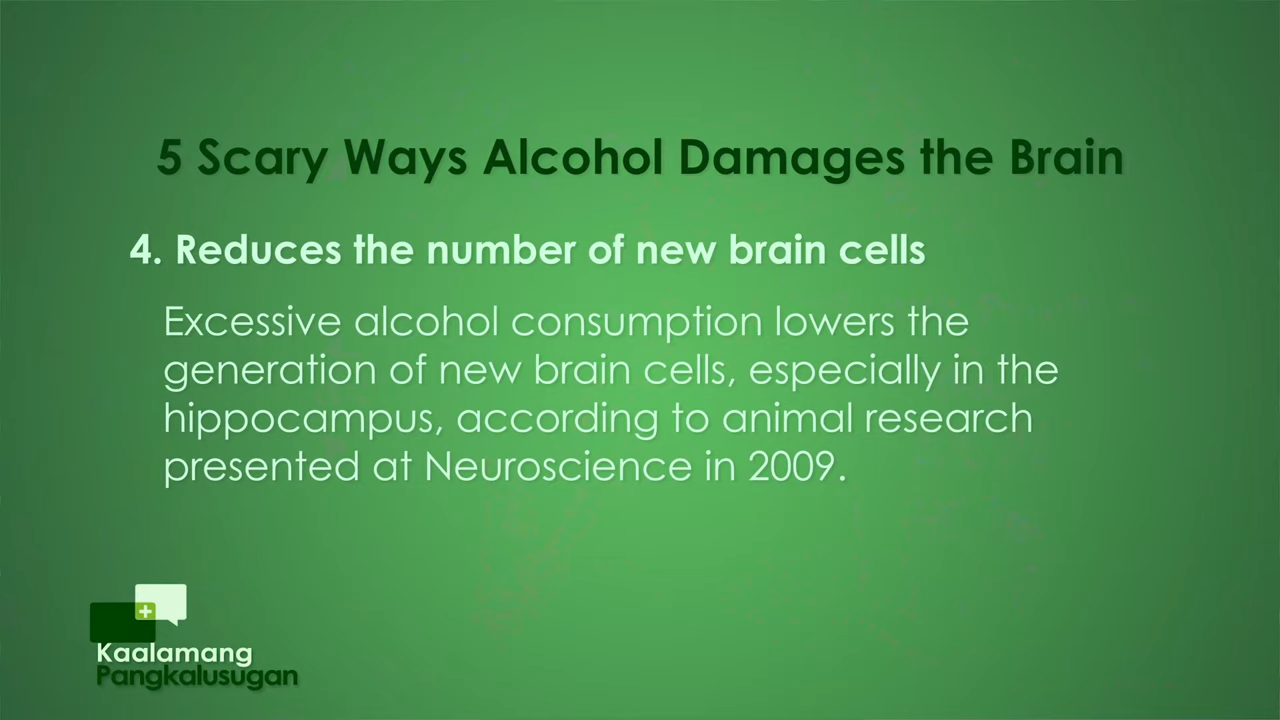 5 Scary Ways Alcohol Damages the Brain
4. Reduces the number of new brain cells
Excessive alcohol consumption lowers the
generation of new brain cells, especially in the
hippocampus, according to animal research
presented at Neuroscience in 2009.
Kaalamang
Pangkalusugan